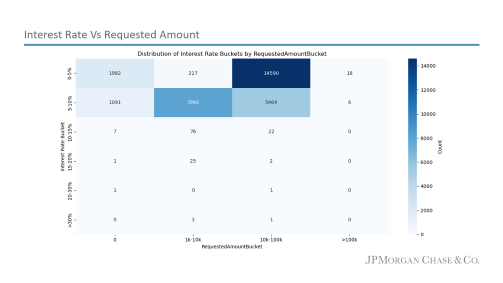 Interest Rate Vs Requested Amount
Distribution of Interest Rate Buckets by RequestedAmountBucket
0-5% 1982 227 14590 18
5-10% 1091 7992 5464 6
10-15% 7 76 22 0
15-20% 1 25 2 0
20-30% 1 0 1 0
>30% 0 3 1 0
0 1k-10k 10k-100k >100k
Interest Rate Bucket
RequestedAmountBucket
14000
12000
10000
8000
6000
4000
2000
0
Count
JPMORGAN CHASE & CO.